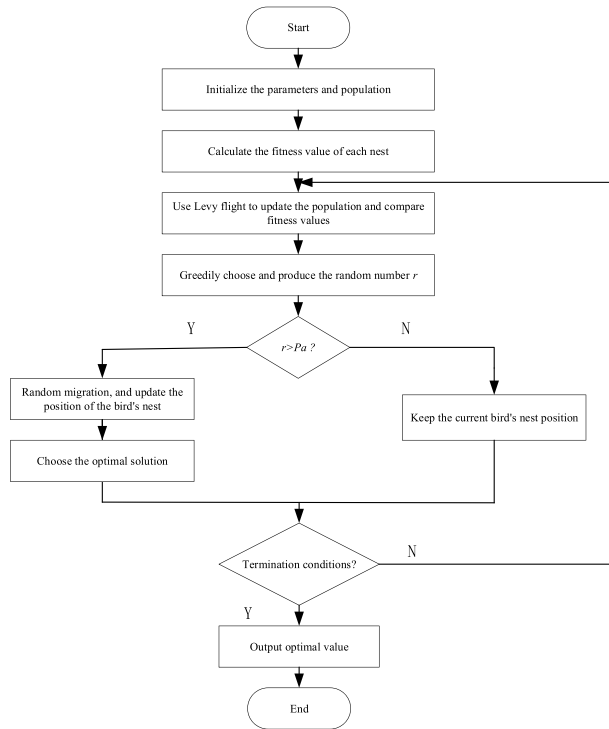 Start
Initialize the parameters and population
Calculate the fitness value of each nest
Use Levy flight to update the population and compare
fitness values
Greedily choose and produce the random number r
Y
N
r>Pa ?
Random migration, and update the
position of the bird's nest
Keep the current bird's nest position
Choose the optimal solution
Termination conditions?
N
Y
Output optimal value
End